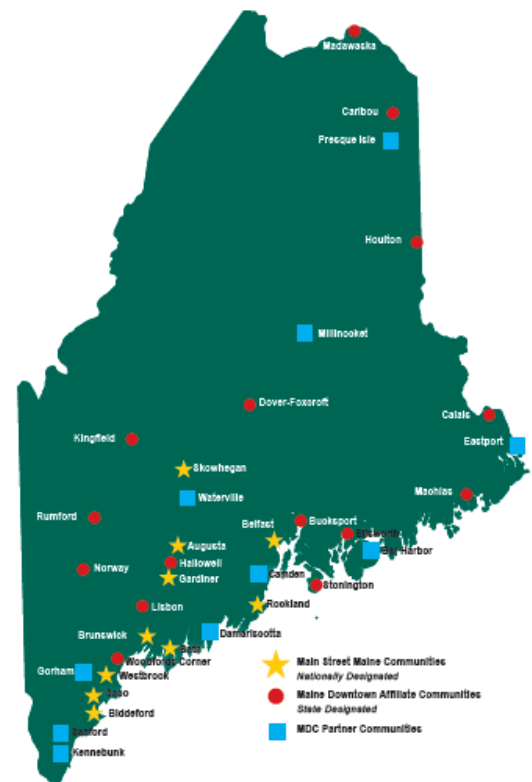 Madawaska
Caribou
Presque Isle
Houlton
Millinocket
Dover-Foxcroft
Calais
Kingfield
Eastport
Skowhegan
Machias
Waterville
Rumford
Belfast
Bucksport
Ellsworth
Augusta
Bar Harbor
Hallowell
Norway
Camden
Gardiner
Stonington
Lisbon
Rockland
Brunswick
Damariscotta
Bath
Woodfords Corner
Gorham
Westbrook
Saco
Biddeford
Sanford
Kennebunk
Main Street Maine Communities
Nationally Designated
Maine Downtown Affiliate Communities
State Designated
MDC Partner Communities